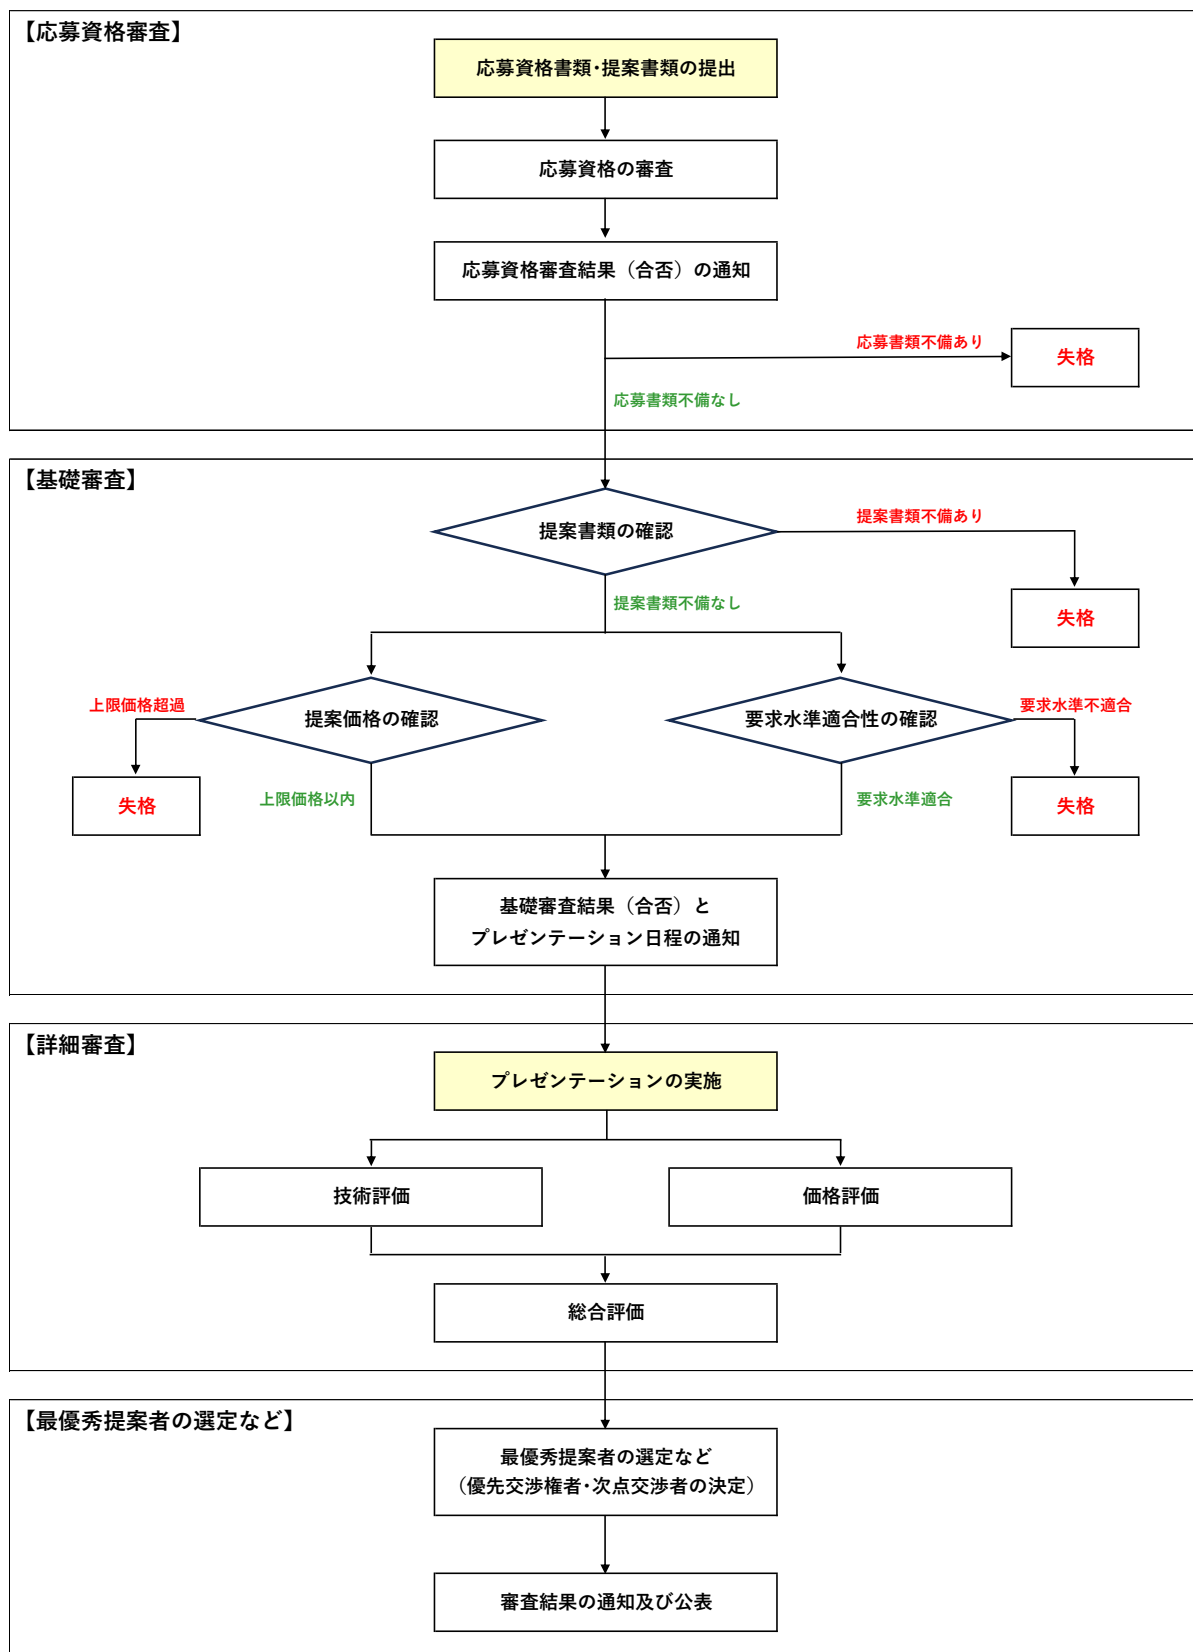 【応募資格審査】
応募資格書類・提案書類の提出
応募資格の審査
応募資格審査結果（合否）の通知
応募書類不備あり
失格
応募書類不備なし
【基礎審査】
提案書類の確認
提案書類不備あり
失格
提案書類不備なし
上限価格超過
提案価格の確認
要求水準適合性の確認
要求水準不適合
失格
上限価格以内
要求水準適合
失格
基礎審査結果（合否）と
プレゼンテーション日程の通知
【詳細審査】
プレゼンテーションの実施
技術評価
価格評価
総合評価
【最優秀提案者の選定など】
最優秀提案者の選定など
（優先交渉権者・次点交渉者の決定）
審査結果の通知及び公表